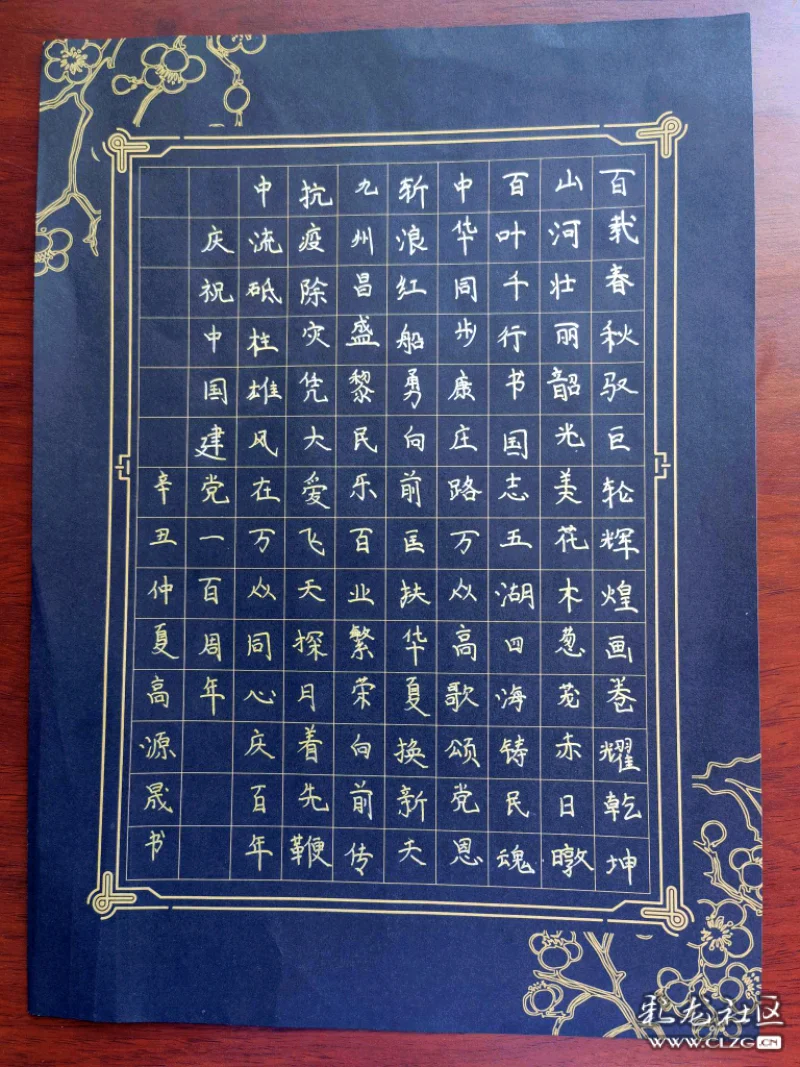 百载春秋驭巨轮辉煌画卷耀乾坤
山河壮丽韶光美花木葱茏赤日暾
百叶千行书国志五湖四海铸民魂
中华同步康庄路万众高歌颂党恩
斩浪红船勇向前匡扶华夏换新天
九州昌盛黎民乐百业繁荣向前传
抗疫除灾凭大爱飞天探月着先鞭
中流砥柱雄风在万众同心庆百年
庆祝中国建党一百周年
辛丑仲夏高源晟书
乳龙社区
WWW.CLZG.CN